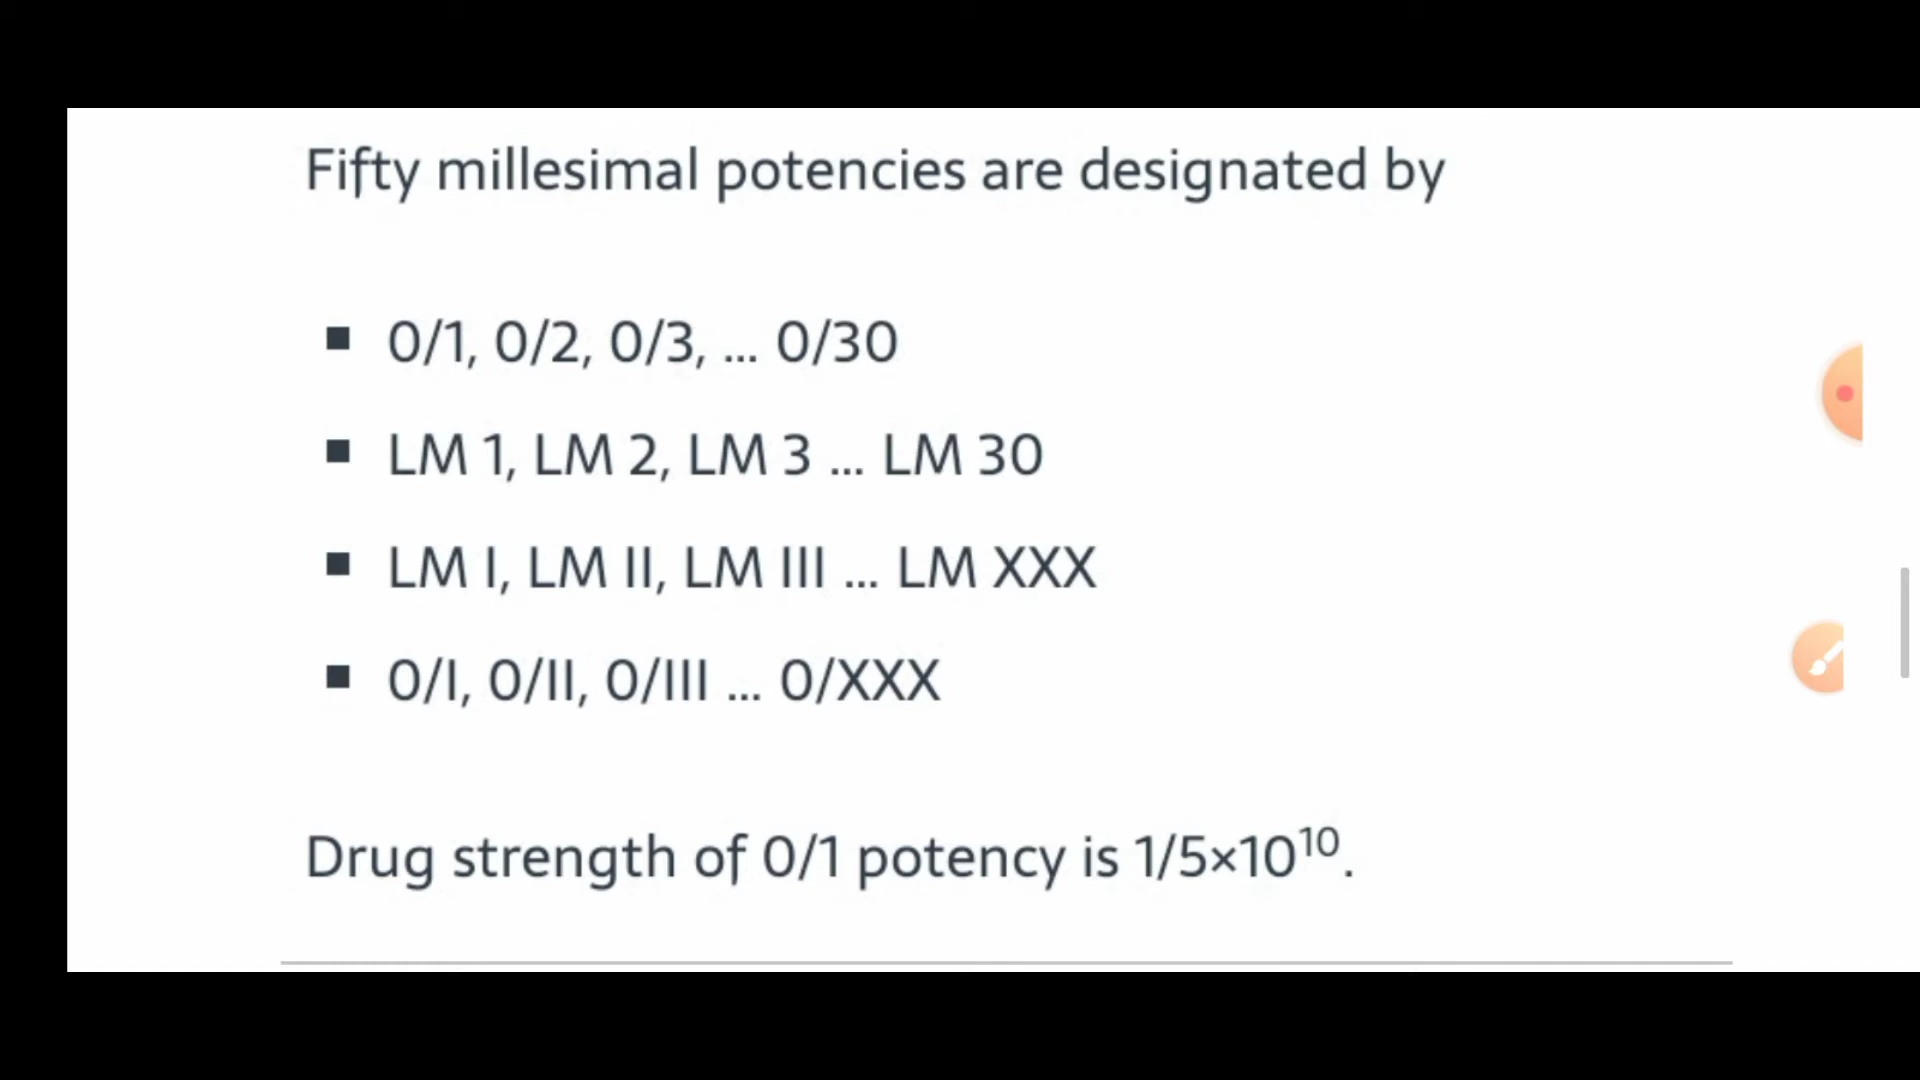 Fifty millesimal potencies are designated by
▪ 0/1, 0/2, 0/3, ... 0/30
▪ LM 1, LM 2, LM 3 ... LM 30
▪ LM I, LM II, LM III ... LM XXX
▪ 0/I, 0/II, 0/III ... 0/XXX
Drug strength of 0/1 potency is 1/5×10¹⁰.